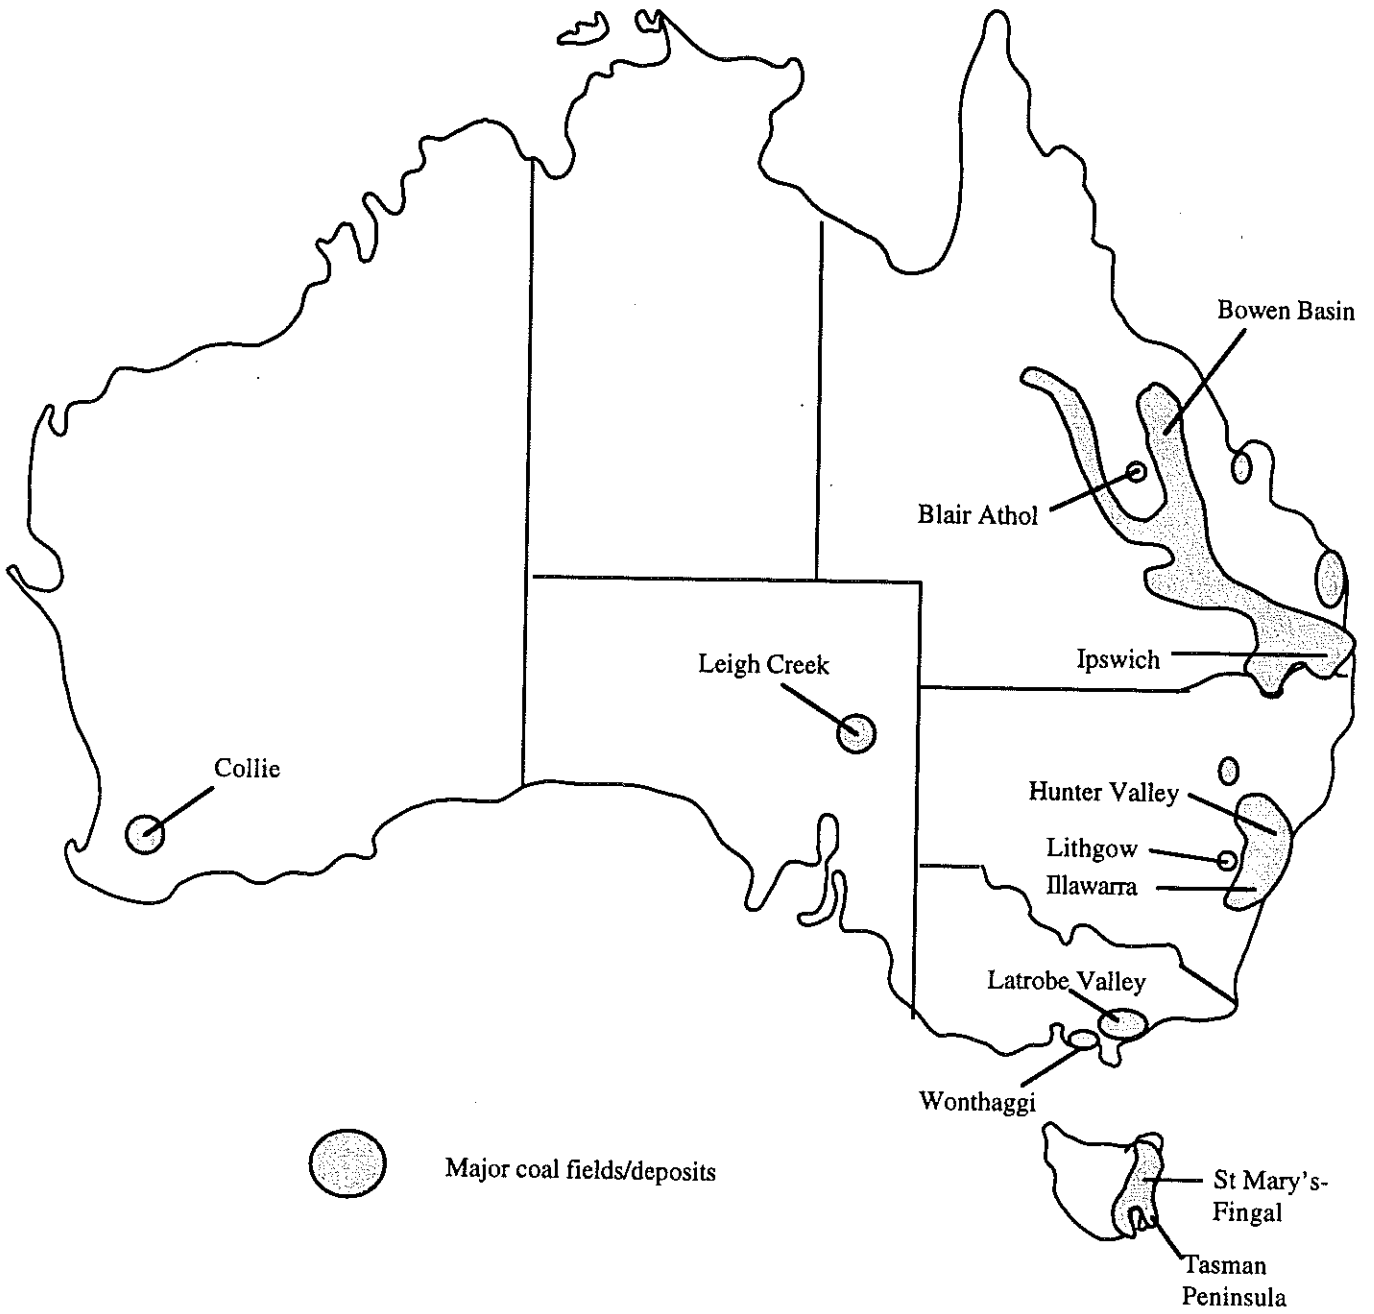 Bowen Basin
Blair Athol
Ipswich
Leigh Creek
Collie
Hunter Valley
Lithgow
Illawarra
Latrobe Valley
Wonthaggi
Major coal fields/deposits
St Mary's-
Fingal
Tasman
Peninsula